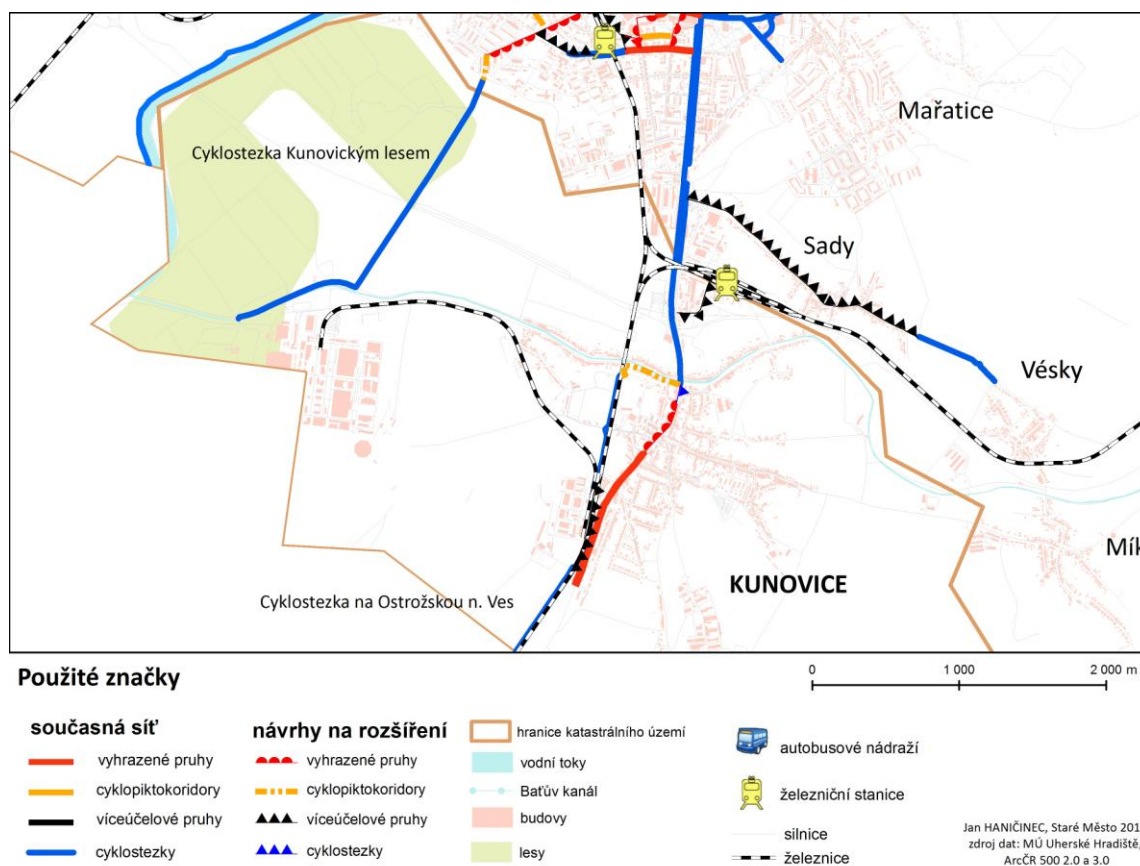 Mařatice
Cyklostezka Kunovickým lesem
Sady
Vésky
Mík
Cyklostezka na Ostrožskou n. Ves
KUNOVICE
Použité značky
0 1 000 2 000 m
současná síť
vyhrazené pruhy
cyklopiktokoridory
víceúčelové pruhy
cyklostezky
návrhy na rozšíření
vyhrazené pruhy
cyklopiktokoridory
víceúčelové pruhy
cyklostezky
hranice katastrálního území
vodní toky
Baťův kanál
budovy
lesy
autobusové nádraží
železniční stanice
silnice
železnice
Jan HANIČINEC, Staré Město 201
zdroj dat: MÚ Uherské Hradiště,
ArcČR 500 2.0 a 3.0